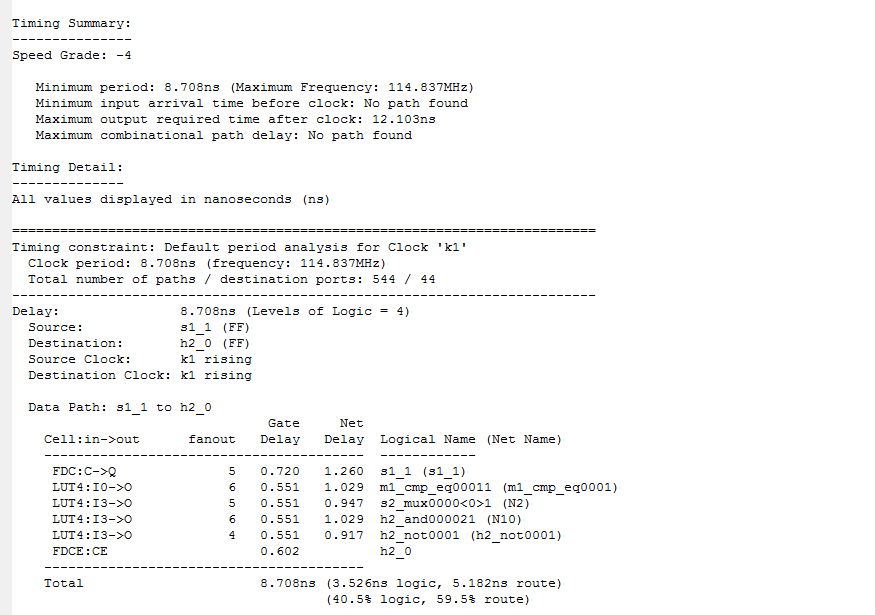 Timing Summary:
---------------
Speed Grade: -4

   Minimum period: 8.708ns (Maximum Frequency: 114.837MHz)
   Minimum input arrival time before clock: No path found
   Maximum output required time after clock: 12.103ns
   Maximum combinational path delay: No path found

Timing Detail:
--------------
All values displayed in nanoseconds (ns)

=========================================================================
Timing constraint: Default period analysis for Clock 'k1'
  Clock period: 8.708ns (frequency: 114.837MHz)
  Total number of paths / destination ports: 544 / 44
-------------------------------------------------------------------------
Delay:               8.708ns (Levels of Logic = 4)
  Source:            s1_1 (FF)
  Destination:       h2_0 (FF)
  Source Clock:      k1 rising
  Destination Clock: k1 rising

  Data Path: s1_1 to h2_0
                                Gate     Net
    Cell:in->out      fanout   Delay   Delay  Logical Name (Net Name)
    ----------------------------------------  ------------
     FDC:C->Q              5   0.720   1.260  s1_1 (s1_1)
     LUT4:I0->O            6   0.551   1.029  m1_cmp_eq00011 (m1_cmp_eq0001)
     LUT4:I3->O            5   0.551   0.947  s2_mux0000<0>1 (N2)
     LUT4:I3->O            6   0.551   1.029  h2_and000021 (N10)
     LUT4:I3->O            4   0.551   0.917  h2_not0001 (h2_not0001)
     FDCE:CE                   0.602          h2_0
    ----------------------------------------
    Total                      8.708ns (3.526ns logic, 5.182ns route)
                                       (40.5% logic, 59.5% route)